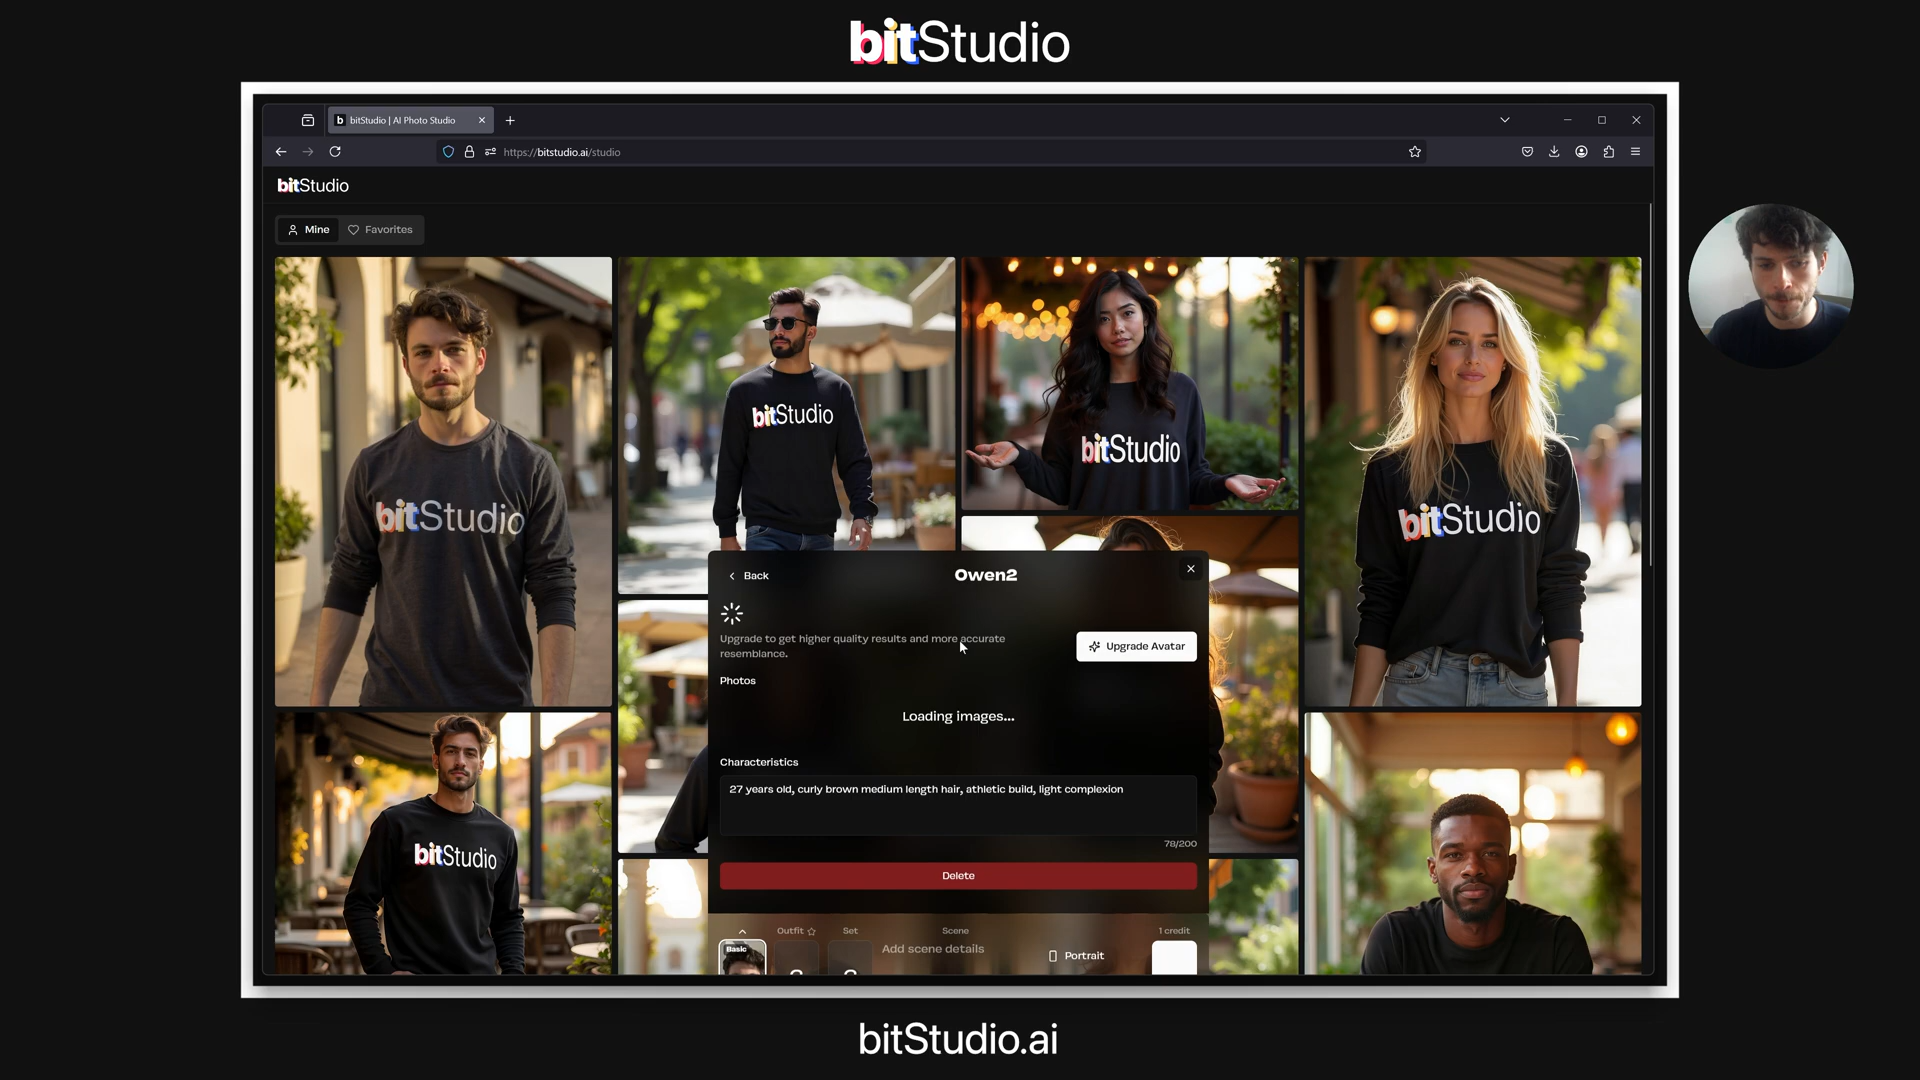 bitStudio
bitStudio | AI Photo Studio
https://bitstudio.ai/studio
bitStudio
Mine
Favorites
bitStudio
bitStudio
bitStudio
bitStudio
bitStudio
Back
Owen2
Upgrade to get higher quality results and more accurate
resemblance.
Upgrade Avatar
Photos
Loading images...
Characteristics
27 years old, curly brown medium length hair, athletic build, light complexion
78/200
Delete
Outfit
Set
Scene
1 credit
Basic
Add scene details
Portrait
bitStudio.ai